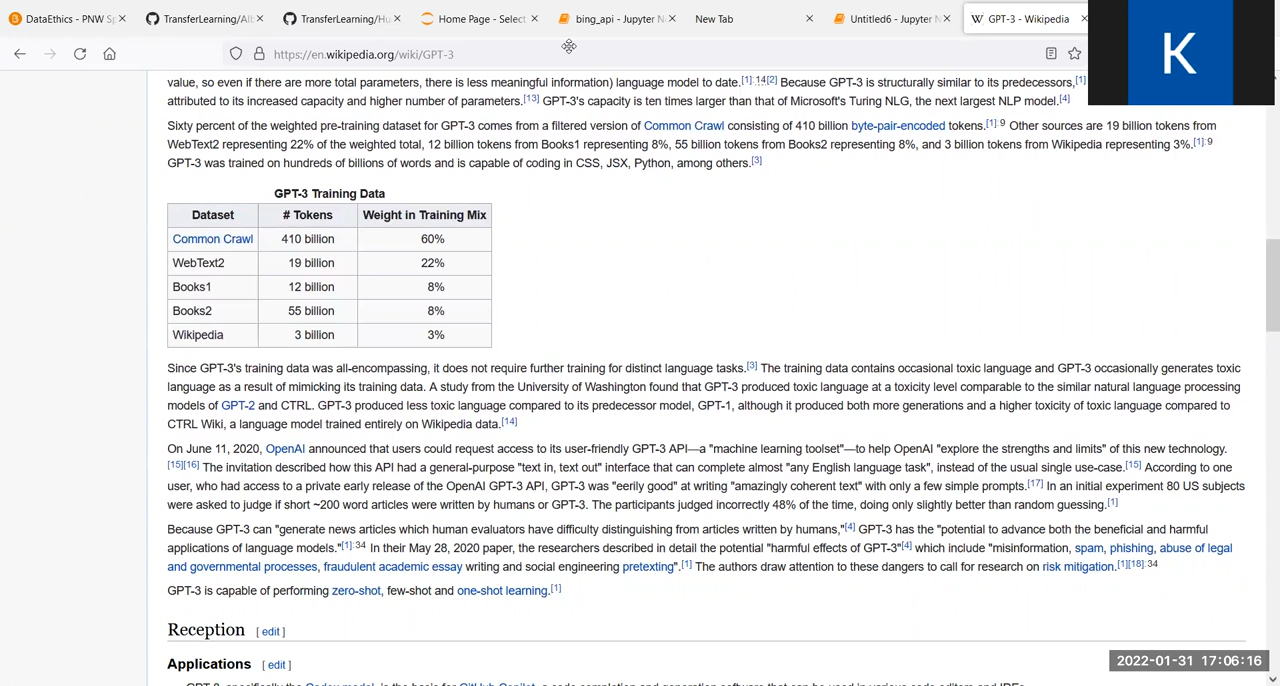 DataEthics - PNW Sp
TransferLearning/Alb
TransferLearning/Hu
Home Page - Select
bing_api - Jupyter N
New Tab
Untitled6 - Jupyter N
GPT-3 - Wikipedia
K
https://en.wikipedia.org/wiki/GPT-3
value, so even if there are more total parameters, there is less meaningful information) language model to date.[1]:14[2] Because GPT-3 is structurally similar to its predecessors,[1]
attributed to its increased capacity and higher number of parameters.[13] GPT-3's capacity is ten times larger than that of Microsoft's Turing NLG, the next largest NLP model.[4]
Sixty percent of the weighted pre-training dataset for GPT-3 comes from a filtered version of Common Crawl consisting of 410 billion byte-pair-encoded tokens.[1]:9 Other sources are 19 billion tokens from
WebText2 representing 22% of the weighted total, 12 billion tokens from Books1 representing 8%, 55 billion tokens from Books2 representing 8%, and 3 billion tokens from Wikipedia representing 3%.[1]:9
GPT-3 was trained on hundreds of billions of words and is capable of coding in CSS, JSX, Python, among others.[3]
GPT-3 Training Data
Dataset # Tokens Weight in Training Mix
Common Crawl 410 billion 60%
WebText2 19 billion 22%
Books1 12 billion 8%
Books2 55 billion 8%
Wikipedia 3 billion 3%
Since GPT-3's training data was all-encompassing, it does not require further training for distinct language tasks.[3] The training data contains occasional toxic language and GPT-3 occasionally generates toxic
language as a result of mimicking its training data. A study from the University of Washington found that GPT-3 produced toxic language at a toxicity level comparable to the similar natural language processing
models of GPT-2 and CTRL. GPT-3 produced less toxic language compared to its predecessor model, GPT-1, although it produced both more generations and a higher toxicity of toxic language compared to
CTRL Wiki, a language model trained entirely on Wikipedia data.[14]
On June 11, 2020, OpenAI announced that users could request access to its user-friendly GPT-3 API—a "machine learning toolset"—to help OpenAI "explore the strengths and limits" of this new technology.
[15][16] The invitation described how this API had a general-purpose "text in, text out" interface that can complete almost "any English language task", instead of the usual single use-case.[15] According to one
user, who had access to a private early release of the OpenAI GPT-3 API, GPT-3 was "eerily good" at writing "amazingly coherent text" with only a few simple prompts.[17] In an initial experiment 80 US subjects
were asked to judge if short ~200 word articles were written by humans or GPT-3. The participants judged incorrectly 48% of the time, doing only slightly better than random guessing.[1]
Because GPT-3 can "generate news articles which human evaluators have difficulty distinguishing from articles written by humans,"[4] GPT-3 has the "potential to advance both the beneficial and harmful
applications of language models."[1]:34 In their May 28, 2020 paper, the researchers described in detail the potential "harmful effects of GPT-3"[4] which include "misinformation, spam, phishing, abuse of legal
and governmental processes, fraudulent academic essay writing and social engineering pretexting".[1] The authors draw attention to these dangers to call for research on risk mitigation.[1][18]:34
GPT-3 is capable of performing zero-shot, few-shot and one-shot learning.[1]
Reception [ edit ]
Applications [ edit ]
GPT-3, specifically the Codex model, is the basis for GitHub Copilot, a code completion and generation software that can be used in various code editors and IDEs.
2022-01-31 17:06:16